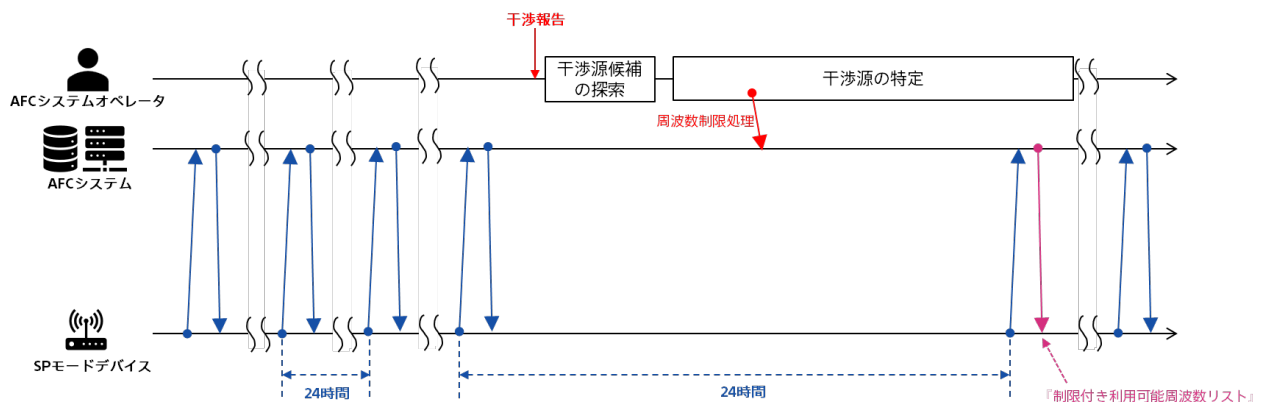 干渉報告
干渉源候補
の探索
干渉源の特定
AFCシステムオペレータ
周波数制限処理
AFCシステム
SPモードデバイス
24時間
24時間
『制限付き利用可能周波数リスト』